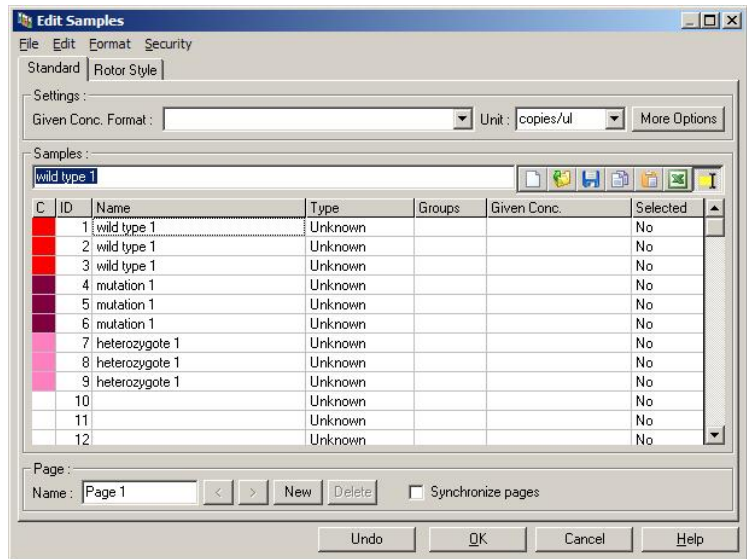 Edit Samples
File Edit Format Security
Standard Rotor Style
Settings :
Given Conc. Format : Unit : copies/ul More Options
Samples :
wild type 1
C ID Name Type Groups Given Conc. Selected
1 wild type 1 Unknown No
2 wild type 1 Unknown No
3 wild type 1 Unknown No
4 mutation 1 Unknown No
5 mutation 1 Unknown No
6 mutation 1 Unknown No
7 heterozygote 1 Unknown No
8 heterozygote 1 Unknown No
9 heterozygote 1 Unknown No
10 Unknown No
11 Unknown No
12 Unknown No
Page :
Name : Page 1 < > New Delete Synchronize pages
Undo OK Cancel Help